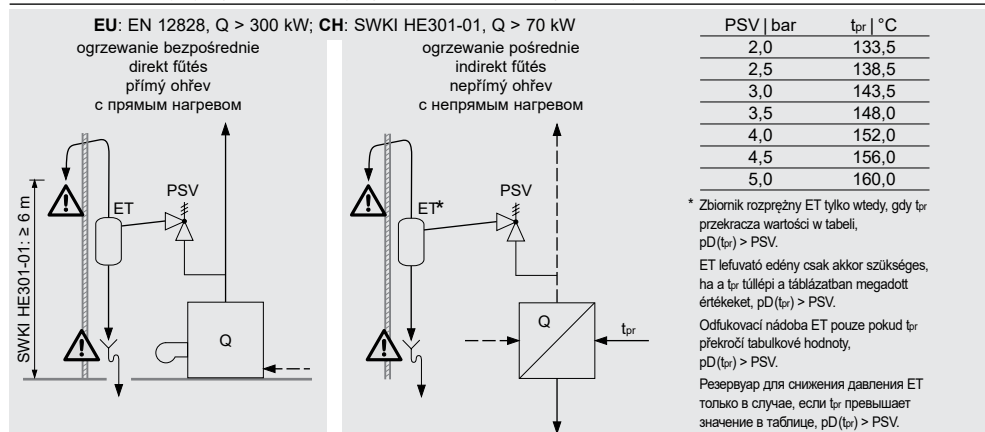 EU: EN 12828, Q > 300 kW; CH: SWKI HE301-01, Q > 70 kW
ogrzewanie bezpośrednie
direkt fűtés
přímý ohřev
с прямым нагревом
SWKI HE301-01: ≥ 6 m
ET
PSV
Q
ogrzewanie pośrednie
indirekt fűtés
nepřímý ohřev
с непрямым нагревом
ET*
PSV
Q
tpr
PSV | bar tpr | °C
2,0 133,5
2,5 138,5
3,0 143,5
3,5 148,0
4,0 152,0
4,5 156,0
5,0 160,0
* Zbiornik rozprężny ET tylko wtedy, gdy tpr
przekracza wartości w tabeli,
pD(tpr) > PSV.
ET lefuvató edény csak akkor szükséges,
ha a tpr túllépi a táblázatban megadott
értékeket, pD(tpr) > PSV.
Odfukovací nádoba ET pouze pokud tpr
překročí tabulkové hodnoty,
pD(tpr) > PSV.
Резервуар для снижения давления ET
только в случае, если tpr превышает
значение в таблице, pD(tpr) > PSV.